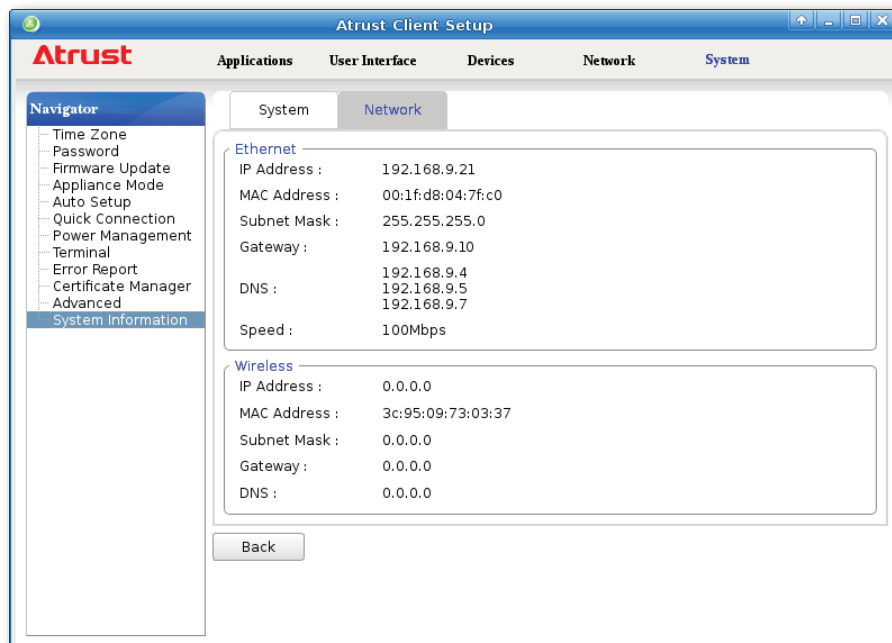 Atrust Client Setup
Atrust
Applications User Interface Devices Network System
Navigator
Time Zone
Password
Firmware Update
Appliance Mode
Auto Setup
Quick Connection
Power Management
Terminal
Error Report
Certificate Manager
Advanced
System Information
System Network
Ethernet
IP Address : 192.168.9.21
MAC Address : 00:1f:d8:04:7f:c0
Subnet Mask : 255.255.255.0
Gateway : 192.168.9.10
DNS : 192.168.9.4
192.168.9.5
192.168.9.7
Speed : 100Mbps
Wireless
IP Address : 0.0.0.0
MAC Address : 3c:95:09:73:03:37
Subnet Mask : 0.0.0.0
Gateway : 0.0.0.0
DNS : 0.0.0.0
Back